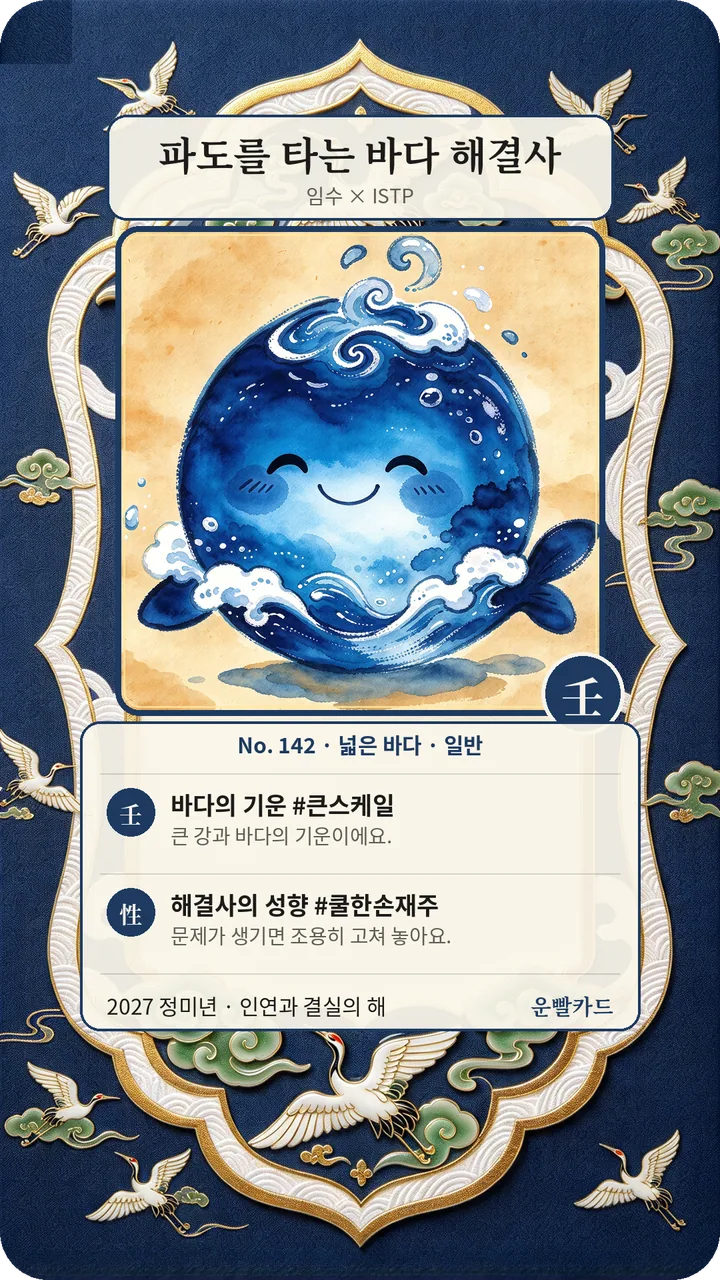 파도를 타는 바다 해결사
임수 × ISTP
壬
No. 142 · 넓은 바다 · 일반
壬
바다의 기운 #큰스케일
큰 강과 바다의 기운이에요.
性
해결사의 성향 #쿨한손재주
문제가 생기면 조용히 고쳐 놓아요.
2027 정미년 · 인연과 결실의 해
운빨카드